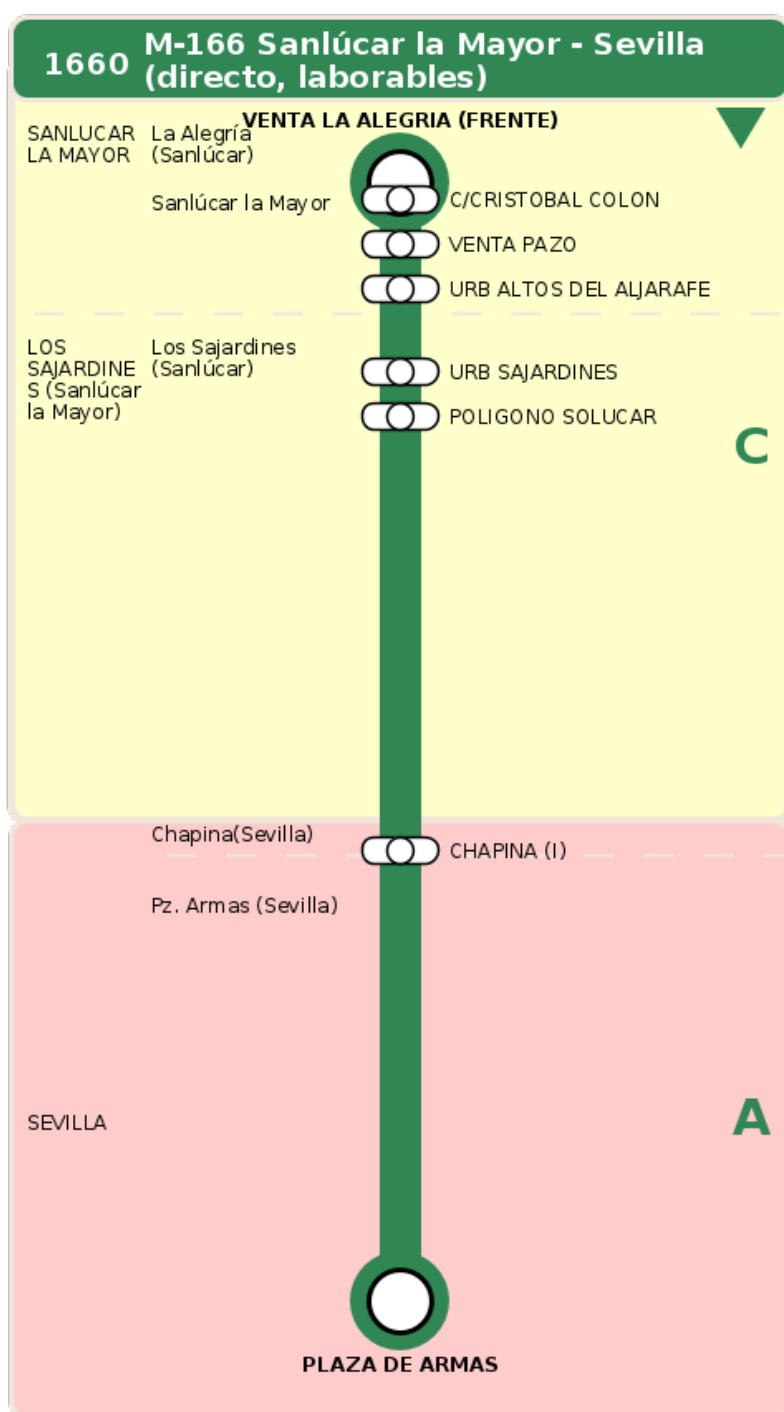 1660
M-166 Sanlúcar la Mayor - Sevilla
(directo, laborables)
VENTA LA ALEGRIA (FRENTE)
SANLUCAR
LA MAYOR
La Alegría
(Sanlúcar)
Sanlúcar la Mayor
C/CRISTOBAL COLON
VENTA PAZO
URB ALTOS DEL ALJARAFE
LOS
SAJARDINE
S (Sanlúcar
la Mayor)
Los Sajardines
(Sanlúcar)
URB SAJARDINES
POLIGONO SOLUCAR
C
Chapina(Sevilla)
CHAPINA (I)
Pz. Armas (Sevilla)
SEVILLA
A
PLAZA DE ARMAS